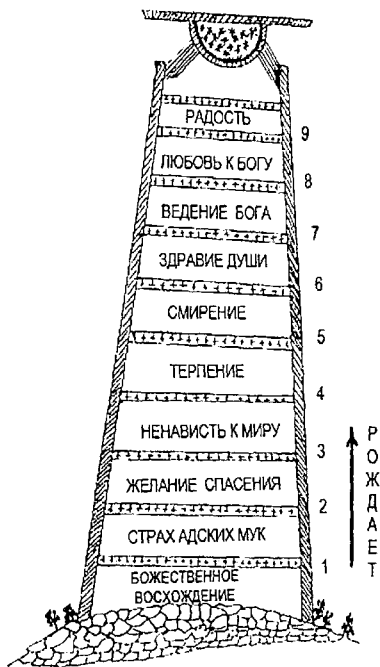 РАДОСТЬ
9
ЛЮБОВЬ К БОГУ
8
ВЕДЕНИЕ БОГА
7
ЗДРАВИЕ ДУШИ
6
СМИРЕНИЕ
5
ТЕРПЕНИЕ
4
НЕНАВИСТЬ К МИРУ
3
ЖЕЛАНИЕ СПАСЕНИЯ
2
СТРАХ АДСКИХ МУК
1
БОЖЕСТВЕННОЕ
ВОСХОЖДЕНИЕ
РОЖДАЕТ